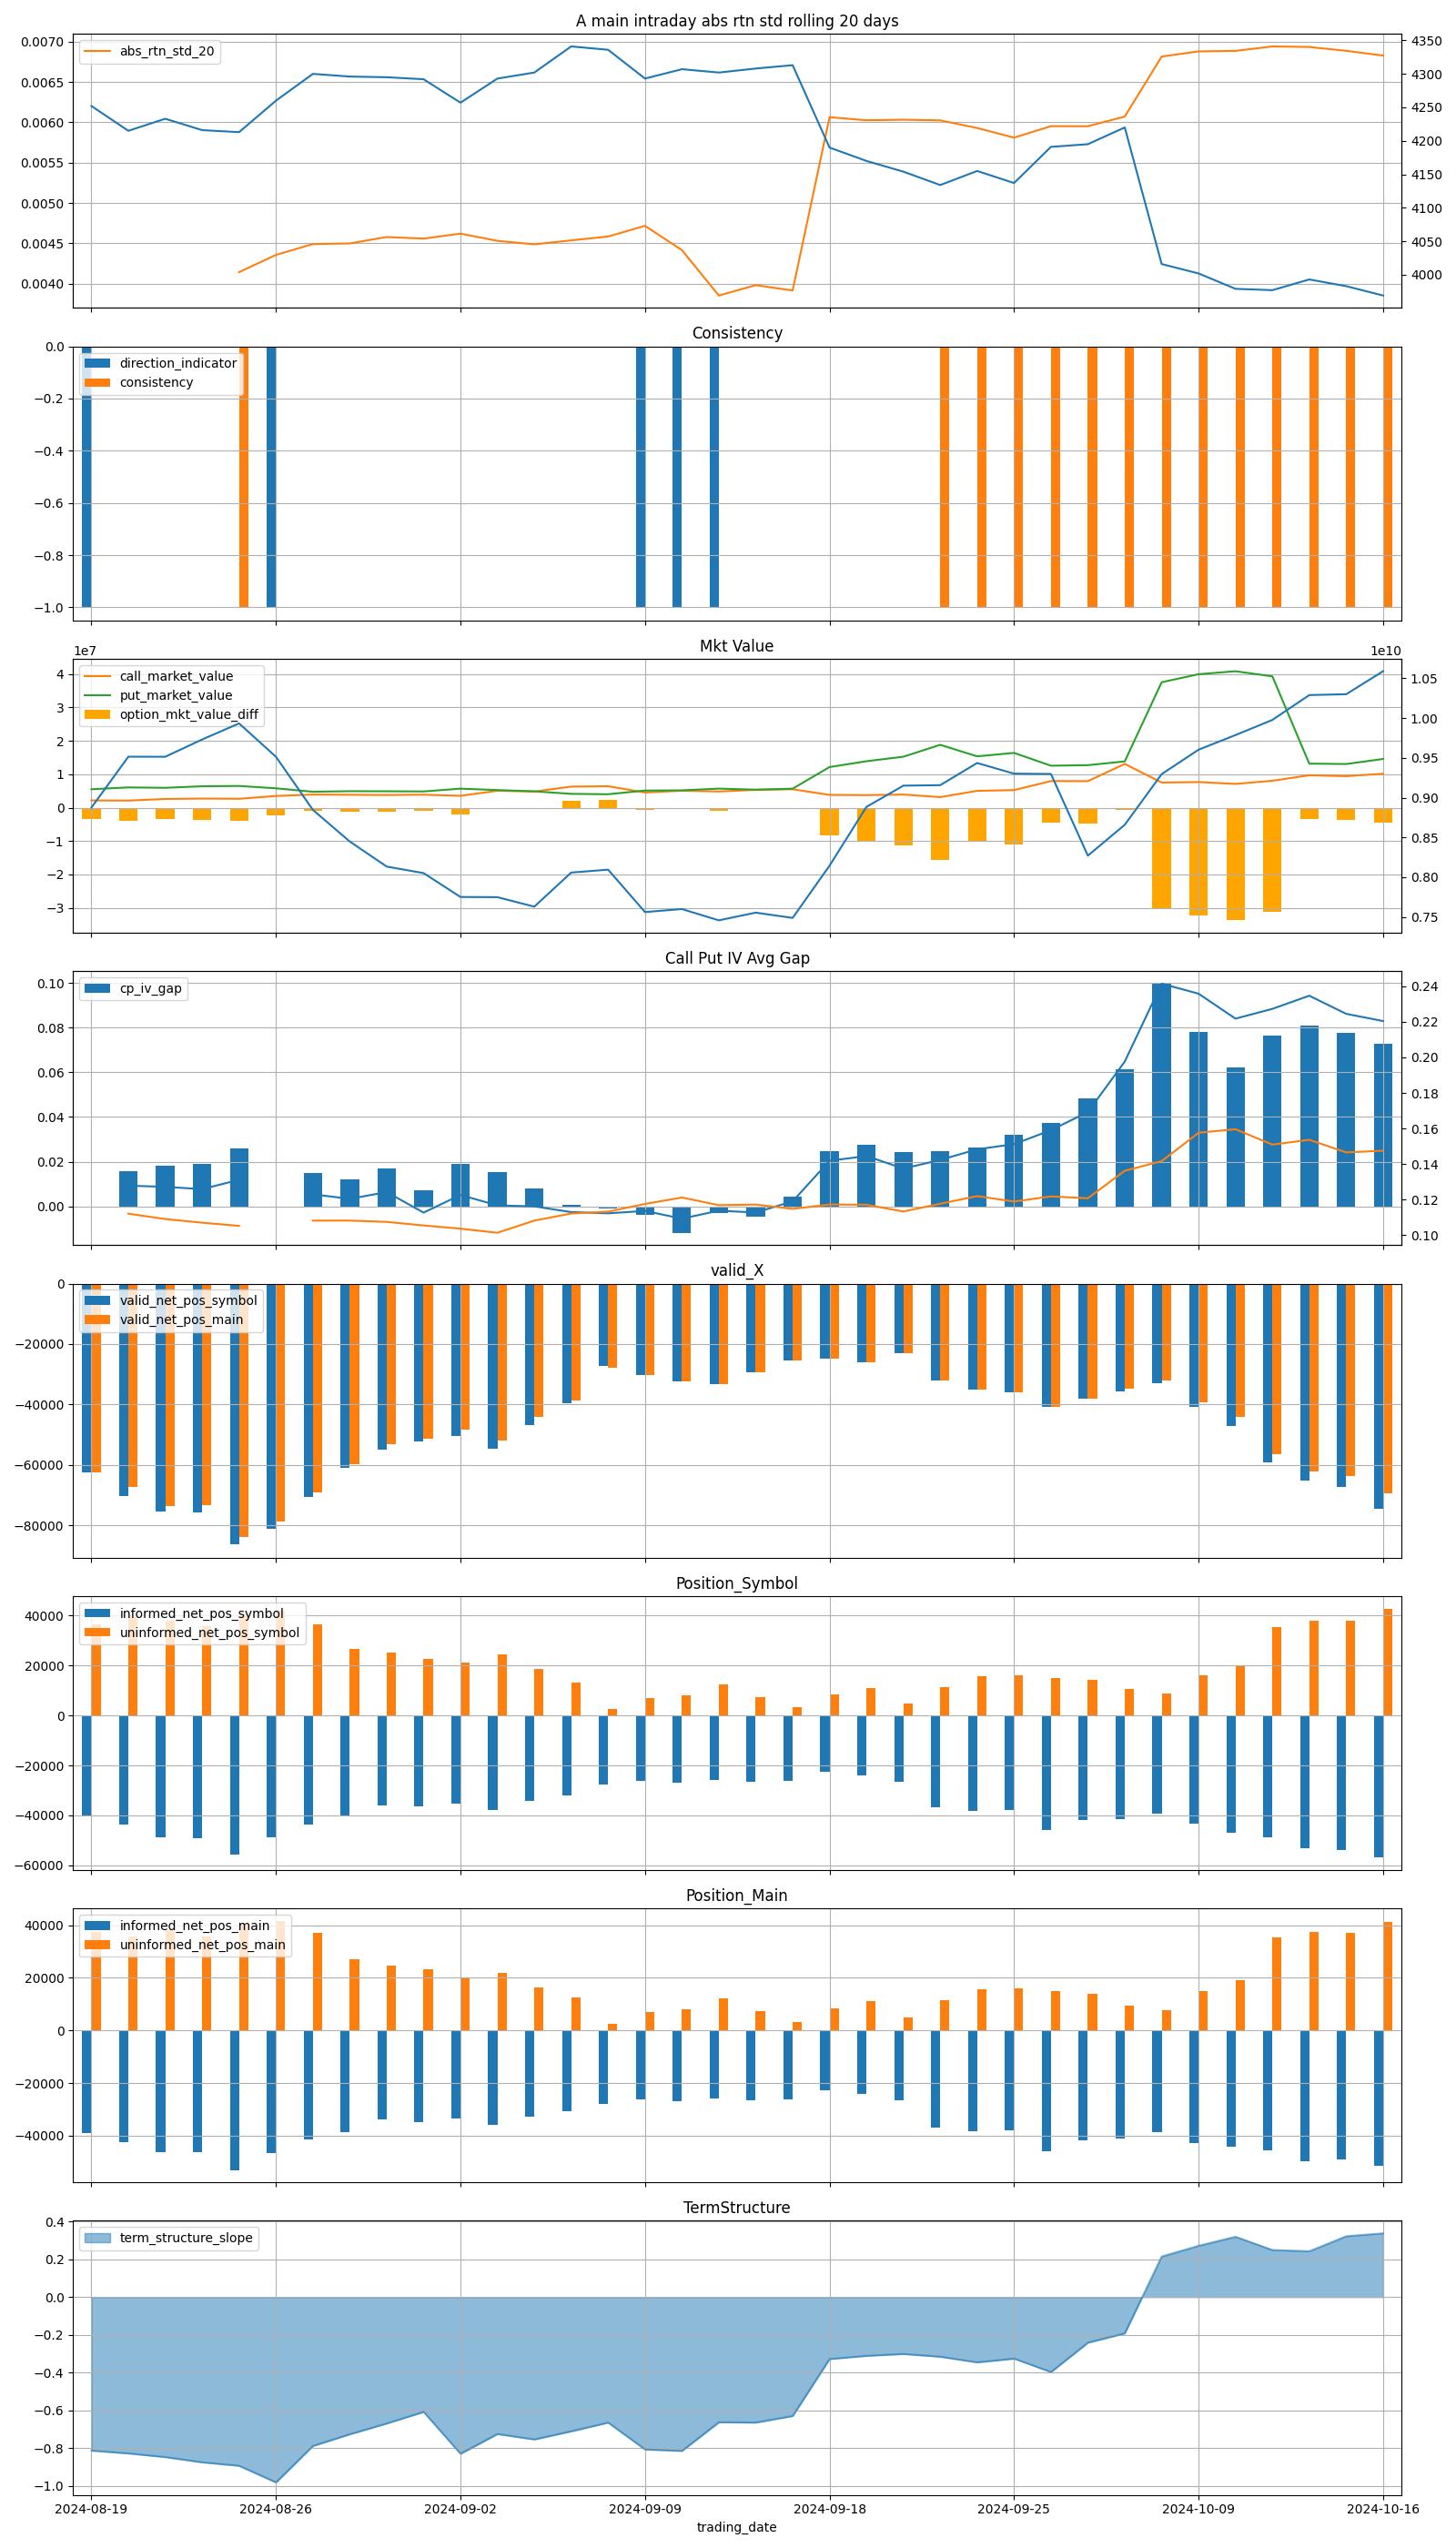 A main intraday abs rtn std rolling 20 days
abs_rtn_std_20
0.0070
0.0065
0.0060
0.0055
0.0050
0.0045
0.0040
4350
4300
4250
4200
4150
4100
4050
4000
Consistency
direction_indicator
consistency
0.0
−0.2
−0.4
−0.6
−0.8
−1.0
Mkt Value
1e7
1e10
call_market_value
put_market_value
option_mkt_value_diff
4
3
2
1
0
−1
−2
−3
1.05
1.00
0.95
0.90
0.85
0.80
0.75
Call Put IV Avg Gap
cp_iv_gap
0.10
0.08
0.06
0.04
0.02
0.00
0.24
0.22
0.20
0.18
0.16
0.14
0.12
0.10
valid_X
valid_net_pos_symbol
valid_net_pos_main
0
−20000
−40000
−60000
−80000
Position_Symbol
informed_net_pos_symbol
uninformed_net_pos_symbol
40000
20000
0
−20000
−40000
−60000
Position_Main
informed_net_pos_main
uninformed_net_pos_main
40000
20000
0
−20000
−40000
TermStructure
term_structure_slope
0.4
0.2
0.0
−0.2
−0.4
−0.6
−0.8
−1.0
2024-08-19 2024-08-26 2024-09-02 2024-09-09 2024-09-18 2024-09-25 2024-10-09 2024-10-16
trading_date